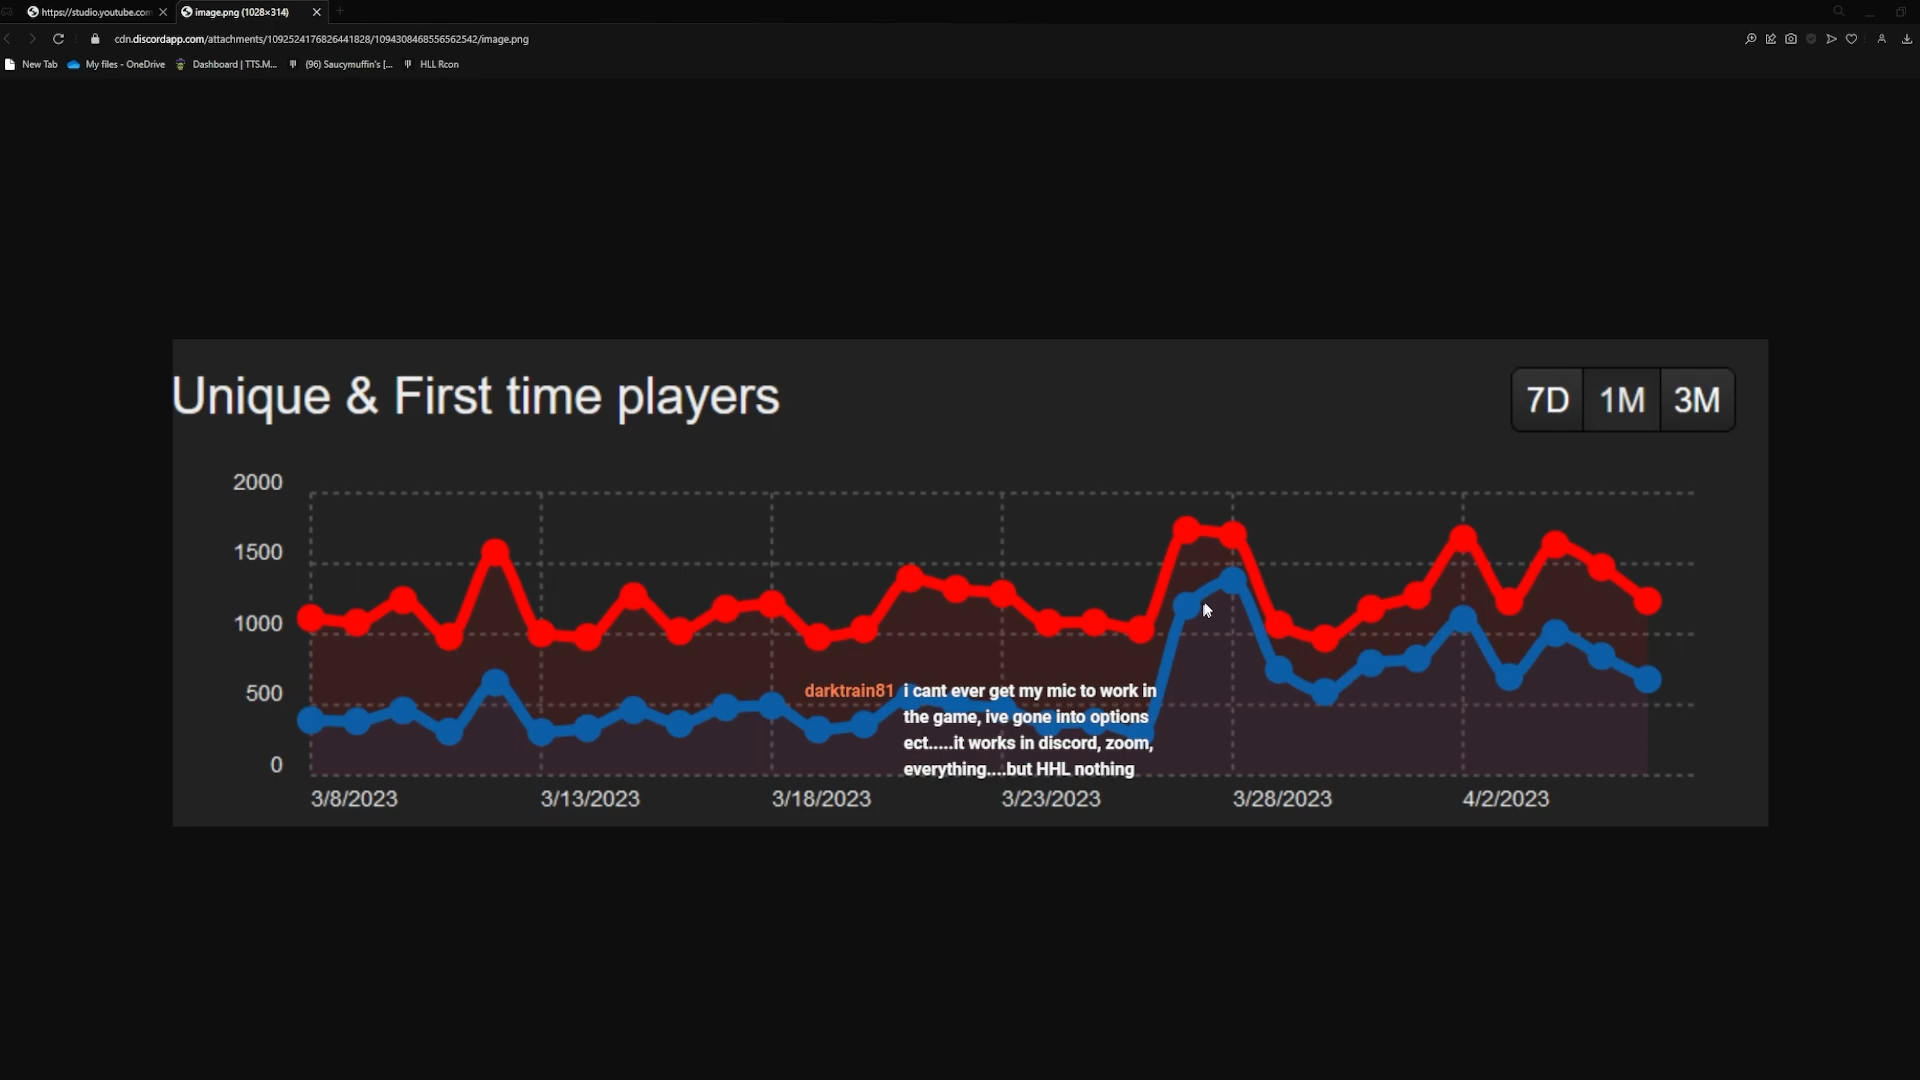 https://studio.youtube.com
image.png (1028×314)
cdn.discordapp.com/attachments/1092524176826441828/1094308468556562542/image.png
New Tab My files - OneDrive Dashboard | TTS.M... (96) Saucymuffin's [... HLL Rcon
Unique & First time players
7D 1M 3M
2000
1500
1000
500
0
darktrain81 i cant ever get my mic to work in
the game, ive gone into options
ect.....it works in discord, zoom,
everything....but HHL nothing
3/8/2023 3/13/2023 3/18/2023 3/23/2023 3/28/2023 4/2/2023